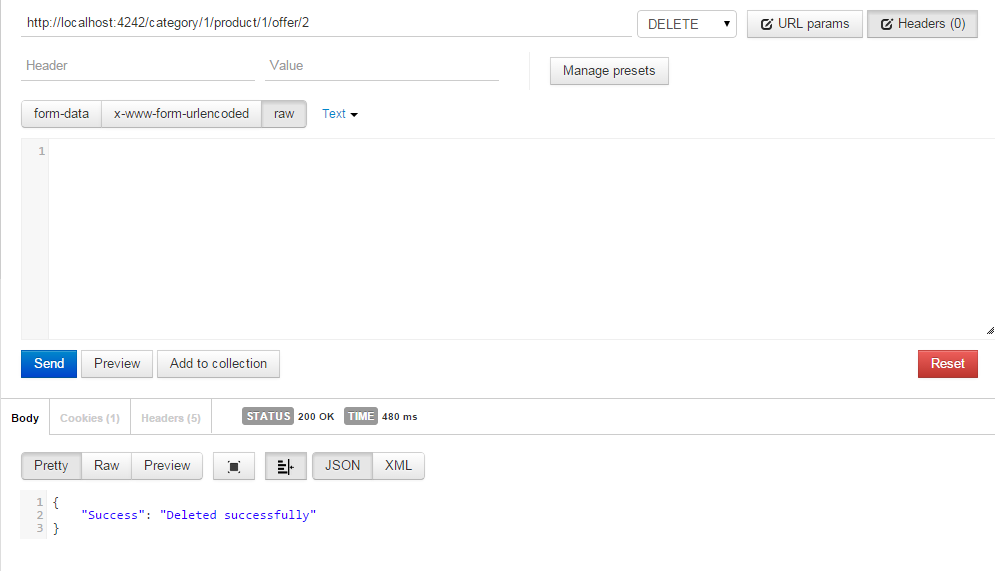 http://localhost:4242/category/1/product/1/offer/2 DELETE URL params Headers (0)
Header Value Manage presets
form-data x-www-form-urlencoded raw Text
1
Send Preview Add to collection Reset
Body Cookies (1) Headers (5) STATUS 200 OK TIME 480 ms
Pretty Raw Preview JSON XML
1 {
2 "Success": "Deleted successfully"
3 }